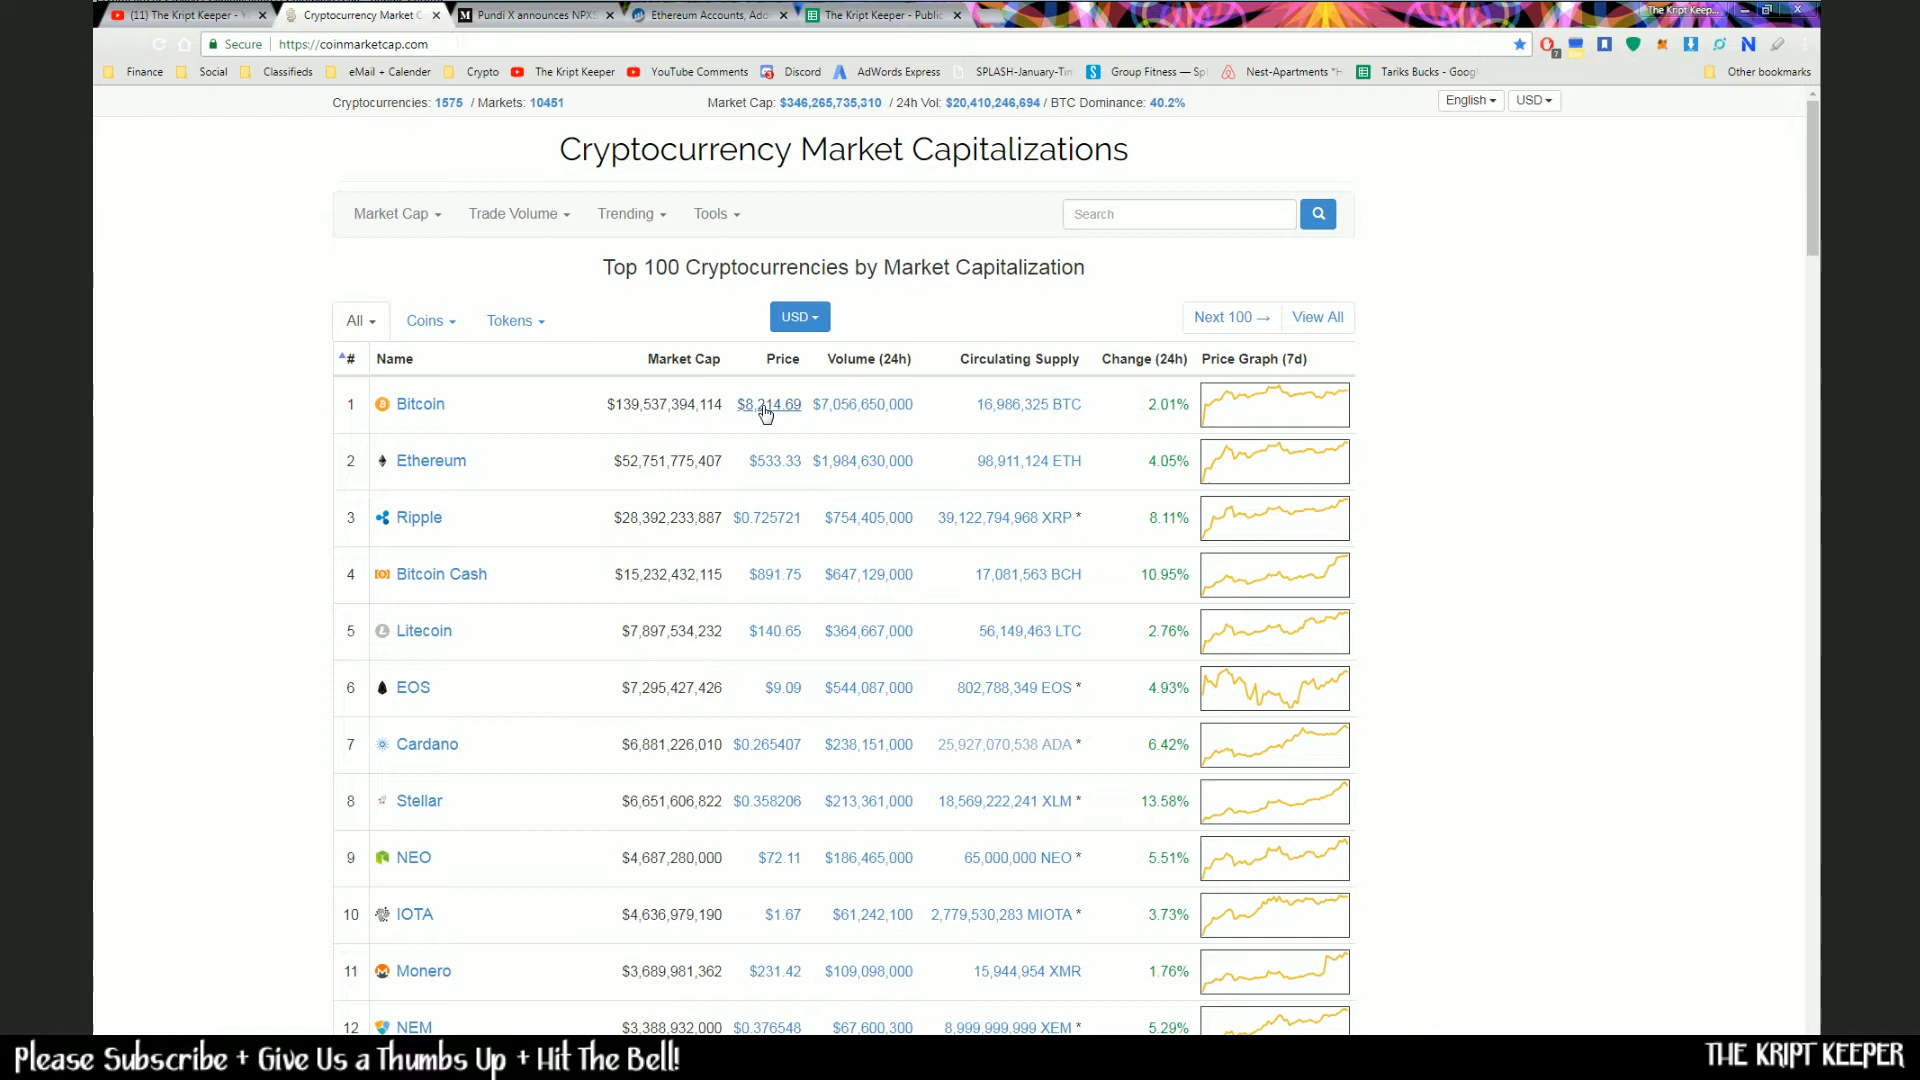 (11) The Kript Keeper - Y
Cryptocurrency Market C
Pundi X announces NPXS
Ethereum Accounts, Ad
The Kript Keeper - Public
The Kript Keep...
Secure | https://coinmarketcap.com
Finance Social Classifieds eMail + Calender Crypto The Kript Keeper YouTube Comments Discord AdWords Express SPLASH-January-Tin Group Fitness — Spl Nest-Apartments "H Tariks Bucks - Goog Other bookmarks
Cryptocurrencies: 1575 / Markets: 10451 Market Cap: $346,265,735,310 / 24h Vol: $20,410,246,694 / BTC Dominance: 40.2% English USD
Cryptocurrency Market Capitalizations
Market Cap Trade Volume Trending Tools Search
Top 100 Cryptocurrencies by Market Capitalization
All Coins Tokens USD Next 100 → View All
# Name Market Cap Price Volume (24h) Circulating Supply Change (24h) Price Graph (7d)
1 Bitcoin $139,537,394,114 $8,214.69 $7,056,650,000 16,986,325 BTC 2.01%
2 Ethereum $52,751,775,407 $533.33 $1,984,630,000 98,911,124 ETH 4.05%
3 Ripple $28,392,233,887 $0.725721 $754,405,000 39,122,794,968 XRP * 8.11%
4 Bitcoin Cash $15,232,432,115 $891.75 $647,129,000 17,081,563 BCH 10.95%
5 Litecoin $7,897,534,232 $140.65 $364,667,000 56,149,463 LTC 2.76%
6 EOS $7,295,427,426 $9.09 $544,087,000 802,788,349 EOS * 4.93%
7 Cardano $6,881,226,010 $0.265407 $238,151,000 25,927,070,538 ADA * 6.42%
8 Stellar $6,651,606,822 $0.358206 $213,361,000 18,569,222,241 XLM * 13.58%
9 NEO $4,687,280,000 $72.11 $186,465,000 65,000,000 NEO * 5.51%
10 IOTA $4,636,979,190 $1.67 $61,242,100 2,779,530,283 MIOTA * 3.73%
11 Monero $3,689,981,362 $231.42 $109,098,000 15,944,954 XMR 1.76%
12 NEM $3,388,932,000 $0.376548 $67,600,300 8,999,999,999 XEM * 5.29%
Please Subscribe + Give Us a Thumbs Up + Hit The Bell!
THE KRIPT KEEPER